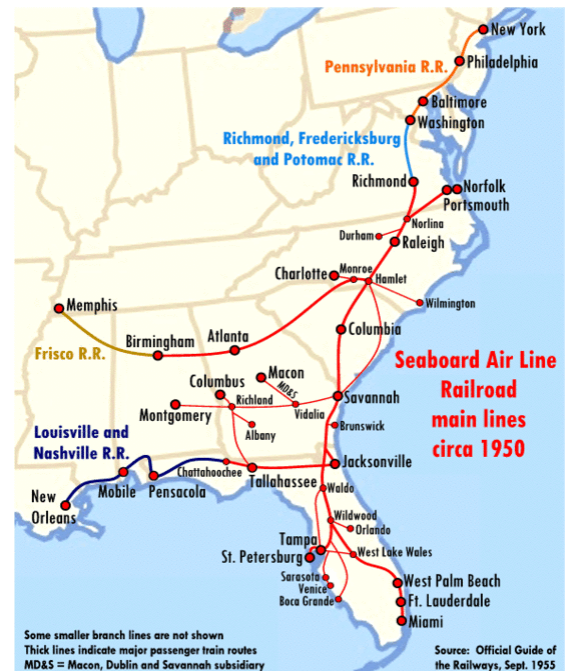 New York
Pennsylvania R.R.
Philadelphia
Baltimore
Washington
Richmond, Fredericksburg
and Potomac R.R.
Richmond
Norfolk
Portsmouth
Norlina
Durham
Raleigh
Charlotte
Monroe
Hamlet
Wilmington
Memphis
Columbia
Birmingham
Atlanta
Frisco R.R.
Seaboard Air Line
Railroad
main lines
circa 1950
Macon
Columbus
MD&S
Richland
Savannah
Montgomery
Vidalia
Albany
Brunswick
Louisville and
Nashville R.R.
Jacksonville
Chattahoochee
Tallahassee
Mobile
Pensacola
New
Orleans
Waldo
Wildwood
Orlando
Tampa
St. Petersburg
West Lake Wales
Sarasota
Venice
Boca Grande
West Palm Beach
Ft. Lauderdale
Miami
Some smaller branch lines are not shown
Thick lines indicate major passenger train routes
MD&S = Macon, Dublin and Savannah subsidiary
Source: Official Guide of
the Railways, Sept. 1955